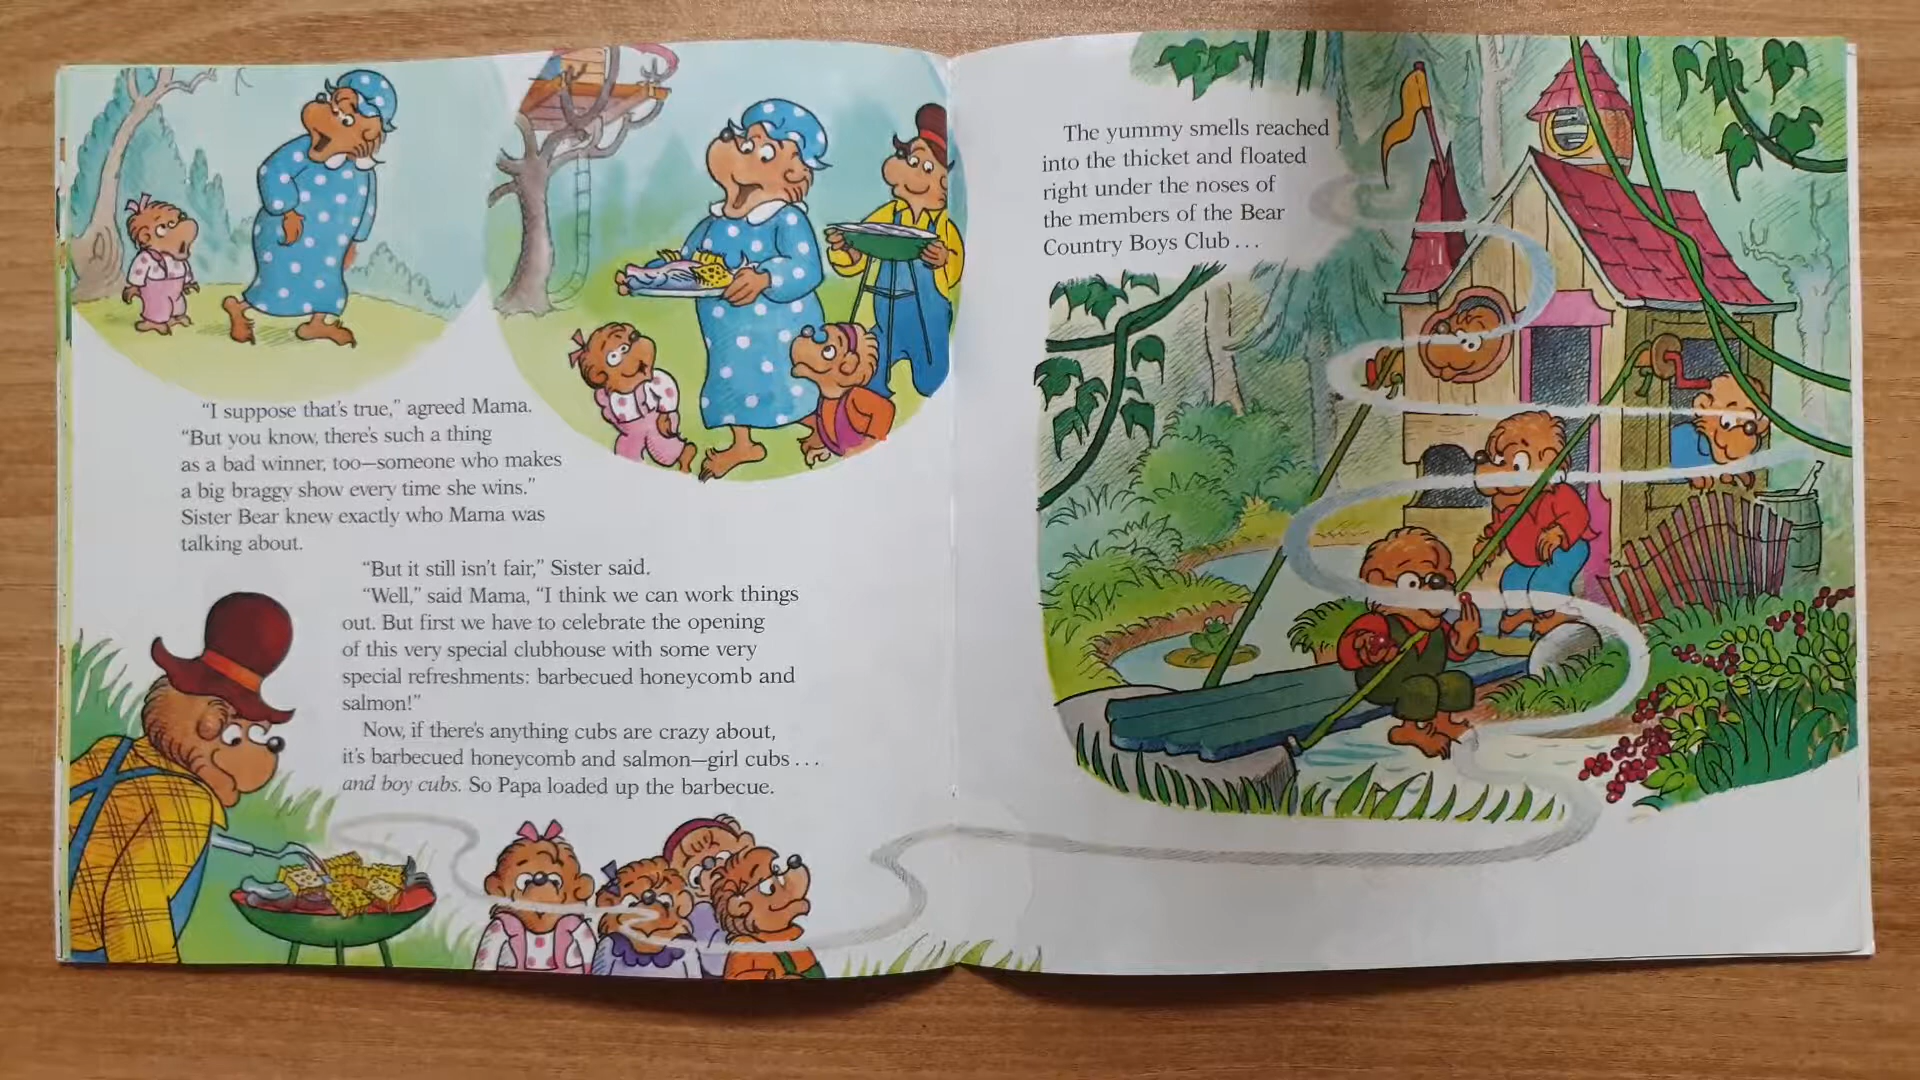 “I suppose that's true,” agreed Mama.
“But you know, there's such a thing
as a bad winner, too—someone who makes
a big braggy show every time she wins.”
Sister Bear knew exactly who Mama was
talking about.
“But it still isn't fair,” Sister said.
“Well,” said Mama, “I think we can work things
out. But first we have to celebrate the opening
of this very special clubhouse with some very
special refreshments: barbecued honeycomb and
salmon!”
Now, if there's anything cubs are crazy about,
it's barbecued honeycomb and salmon—girl cubs . . .
and boy cubs. So Papa loaded up the barbecue.
The yummy smells reached
into the thicket and floated
right under the noses of
the members of the Bear
Country Boys Club . . .